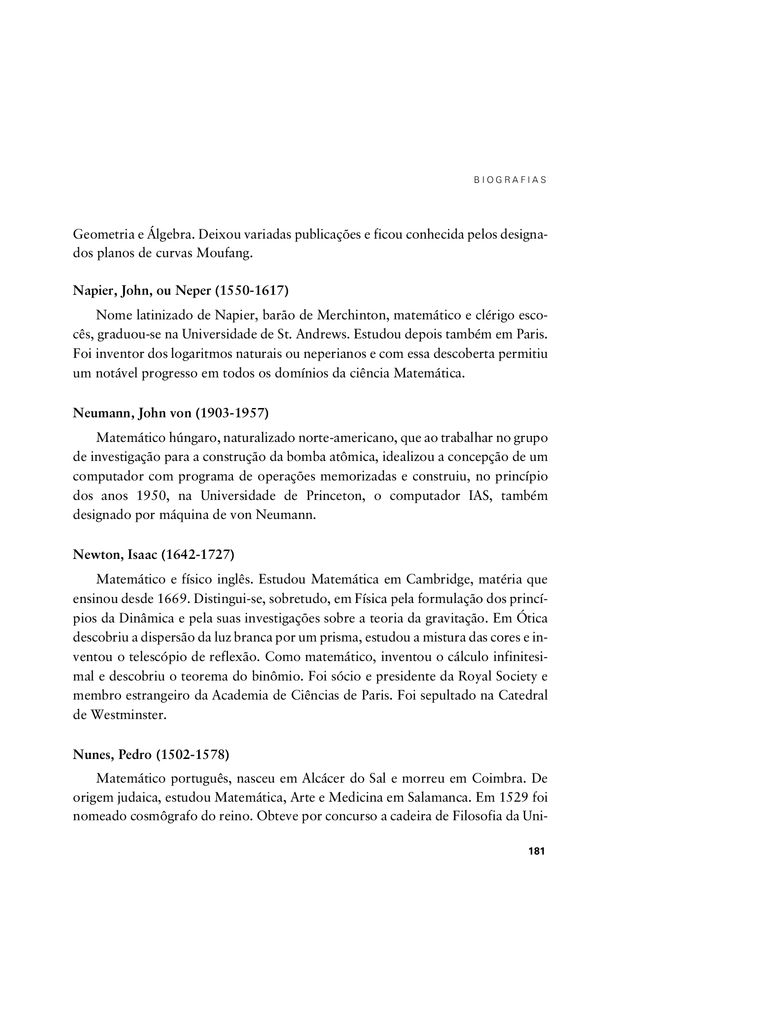 BIOGRAFIAS
Geometria e Álgebra. Deixou variadas publicações e ficou conhecida pelos designa-
dos planos de curvas Moufang.
Napier, John, ou Neper (1550-1617)
Nome latinizado de Napier, barão de Merchinton, matemático e clérigo esco-
cês, graduou-se na Universidade de St. Andrews. Estudou depois também em Paris.
Foi inventor dos logaritmos naturais ou neperianos e com essa descoberta permitiu
um notável progresso em todos os domínios da ciência Matemática.
Neumann, John von (1903-1957)
Matemático húngaro, naturalizado norte-americano, que ao trabalhar no grupo
de investigação para a construção da bomba atômica, idealizou a concepção de um
computador com programa de operações memorizadas e construiu, no princípio
dos anos 1950, na Universidade de Princeton, o computador IAS, também
designado por máquina de von Neumann.
Newton, Isaac (1642-1727)
Matemático e físico inglês. Estudou Matemática em Cambridge, matéria que
ensinou desde 1669. Distingui-se, sobretudo, em Física pela formulação dos princí-
pios da Dinâmica e pela suas investigações sobre a teoria da gravitação. Em Ótica
descobriu a dispersão da luz branca por um prisma, estudou a mistura das cores e in-
ventou o telescópio de reflexão. Como matemático, inventou o cálculo infinitesi-
mal e descobriu o teorema do binômio. Foi sócio e presidente da Royal Society e
membro estrangeiro da Academia de Ciências de Paris. Foi sepultado na Catedral
de Westminster.
Nunes, Pedro (1502-1578)
Matemático português, nasceu em Alcácer do Sal e morreu em Coimbra. De
origem judaica, estudou Matemática, Arte e Medicina em Salamanca. Em 1529 foi
nomeado cosmôgrafo do reino. Obteve por concurso a cadeira de Filosofia da Uni-
181